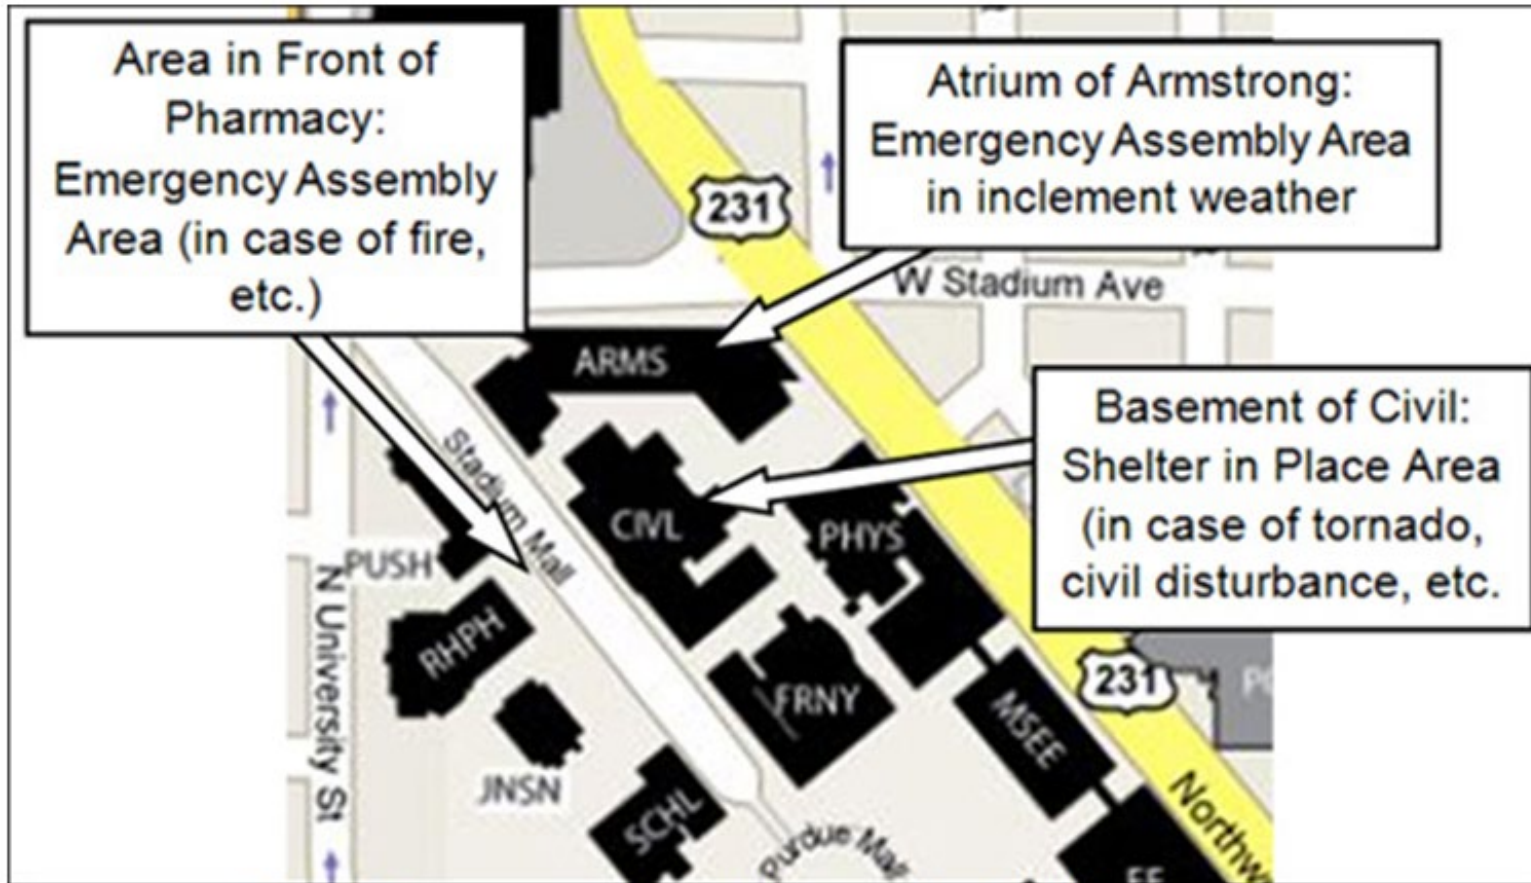 Area in Front of
Pharmacy:
Emergency Assembly
Area (in case of fire,
etc.)
Atrium of Armstrong:
Emergency Assembly Area
in inclement weather
231
W Stadium Ave
ARMS
Basement of Civil:
Shelter in Place Area
(in case of tornado,
civil disturbance, etc.
Stadium Mall
CIVL
PHYS
PUSH
N University St
RHPH
FRNY
231
MSEE
JNSN
SCHL
Purdue Mall